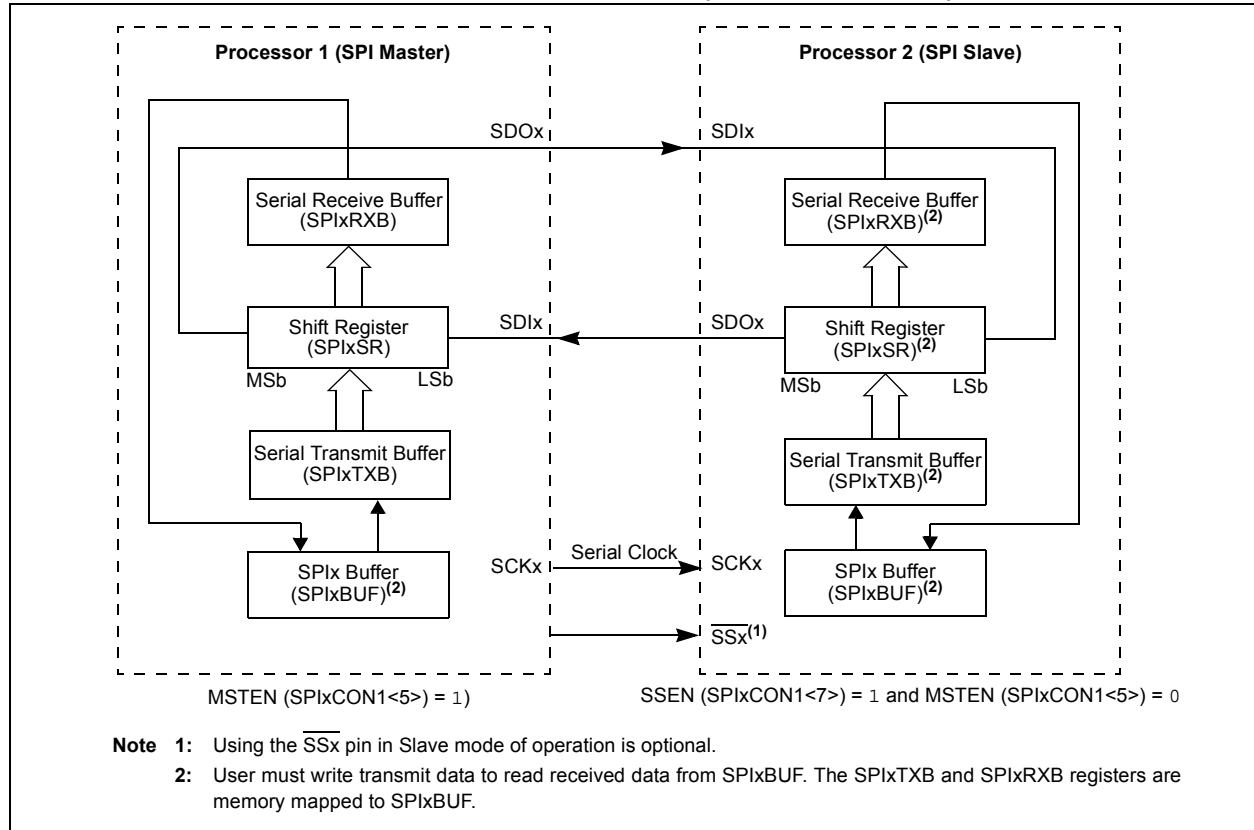 Processor 1 (SPI Master)
Processor 2 (SPI Slave)
SDOx
SDIx
Serial Receive Buffer
(SPIxRXB)
Serial Receive Buffer
(SPIxRXB)(2)
SDIx
SDOx
Shift Register
(SPIxSR)
Shift Register
(SPIxSR)(2)
MSb
LSb
MSb
LSb
Serial Transmit Buffer
(SPIxTXB)
Serial Transmit Buffer
(SPIxTXB)(2)
SPIx Buffer
(SPIxBUF)(2)
SCKx
Serial Clock
SCKx
SPIx Buffer
(SPIxBUF)(2)
SSx(1)
MSTEN (SPIxCON1<5>) = 1)
SSEN (SPIxCON1<7>) = 1 and MSTEN (SPIxCON1<5>) = 0
Note 1: Using the SSx pin in Slave mode of operation is optional.
2: User must write transmit data to read received data from SPIxBUF. The SPIxTXB and SPIxRXB registers are
memory mapped to SPIxBUF.